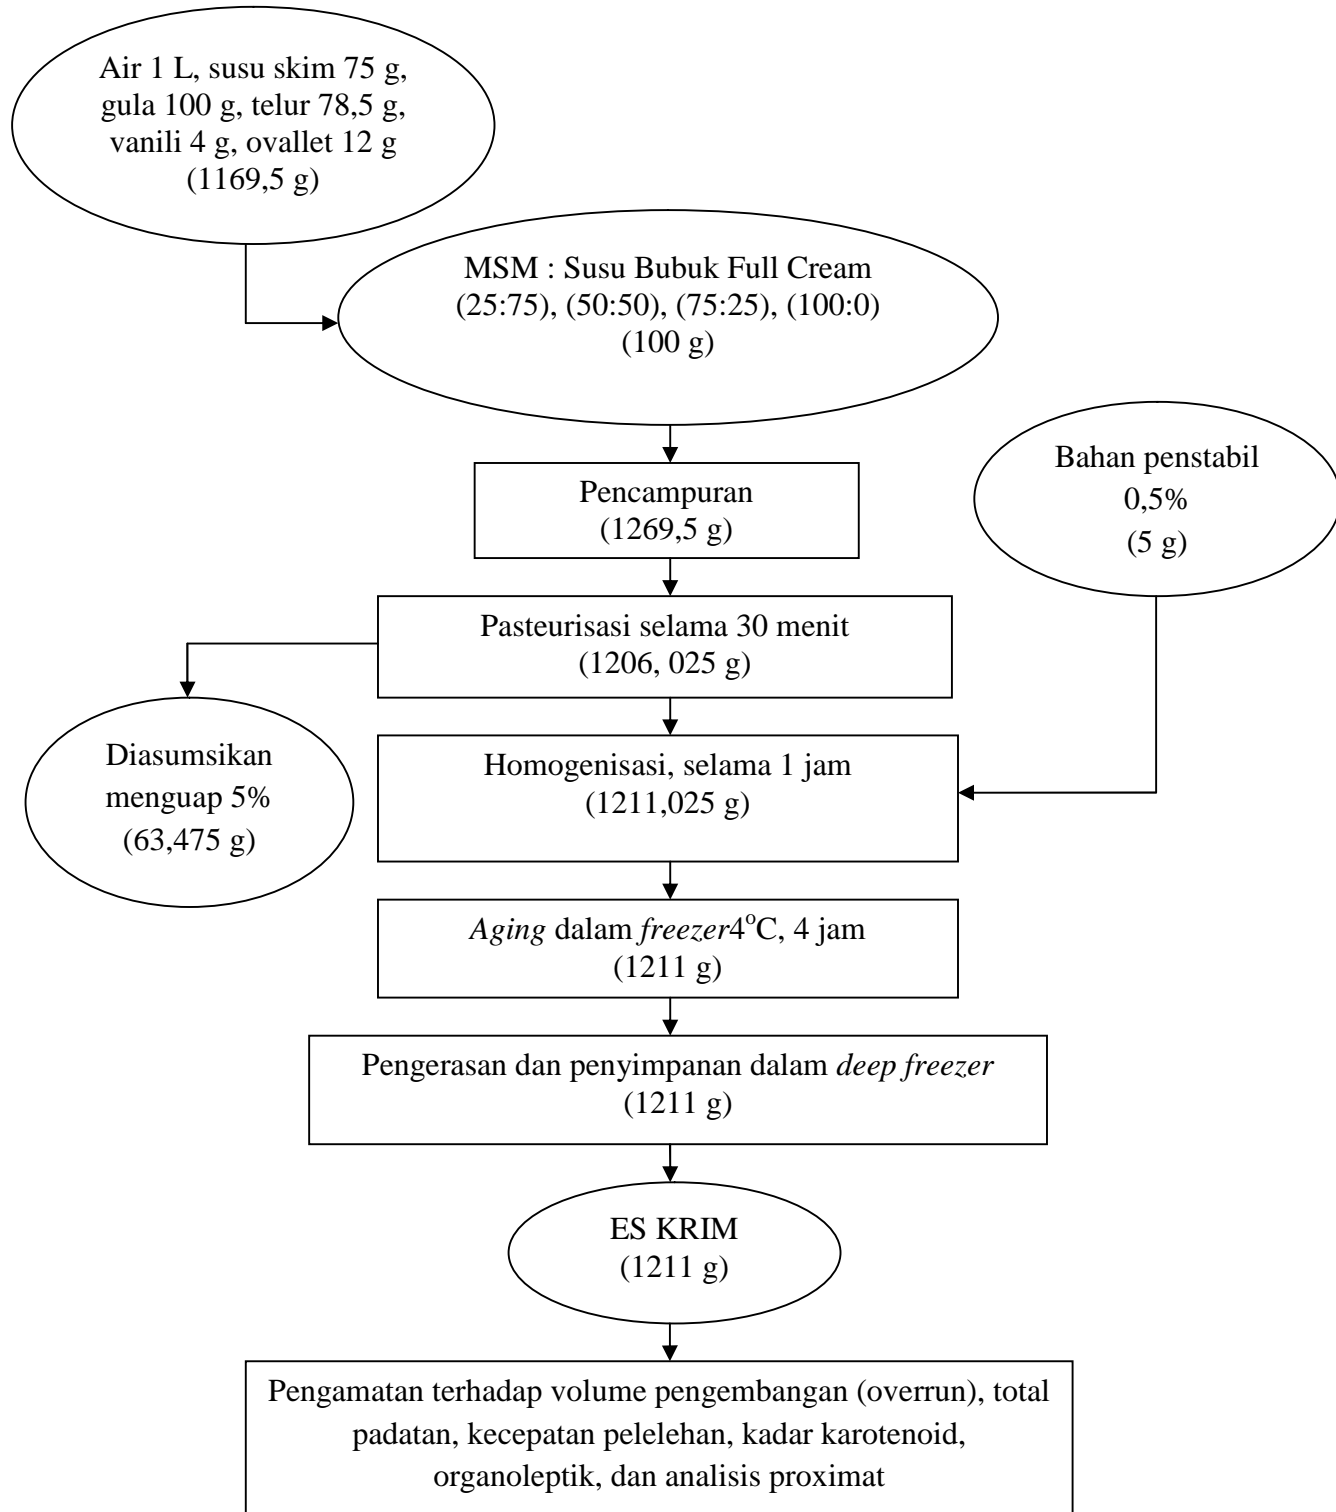 Air 1 L, susu skim 75 g,
gula 100 g, telur 78,5 g,
vanili 4 g, ovallet 12 g
(1169,5 g)
MSM : Susu Bubuk Full Cream
(25:75), (50:50), (75:25), (100:0)
(100 g)
Pencampuran
(1269,5 g)
Bahan penstabil
0,5%
(5 g)
Pasteurisasi selama 30 menit
(1206, 025 g)
Diasumsikan
menguap 5%
(63,475 g)
Homogenisasi, selama 1 jam
(1211,025 g)
Aging dalam freezer4°C, 4 jam
(1211 g)
Pengerasan dan penyimpanan dalam deep freezer
(1211 g)
ES KRIM
(1211 g)
Pengamatan terhadap volume pengembangan (overrun), total
padatan, kecepatan pelelehan, kadar karotenoid,
organoleptik, dan analisis proximat